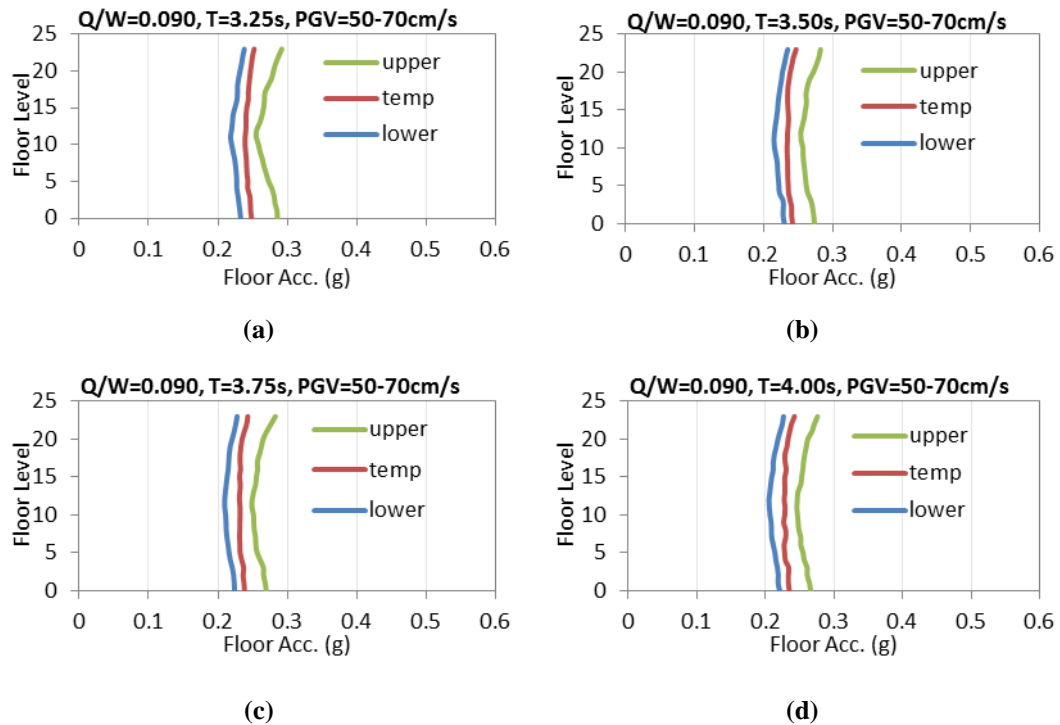 Q/W=0.090, T=3.25s, PGV=50-70cm/s
25
20
15
10
5
0
Floor Level
upper
temp
lower
0 0.1 0.2 0.3 0.4 0.5 0.6
Floor Acc. (g)
(a)
Q/W=0.090, T=3.50s, PGV=50-70cm/s
25
20
15
10
5
0
Floor Level
upper
temp
lower
0 0.1 0.2 0.3 0.4 0.5 0.6
Floor Acc. (g)
(b)
Q/W=0.090, T=3.75s, PGV=50-70cm/s
25
20
15
10
5
0
Floor Level
upper
temp
lower
0 0.1 0.2 0.3 0.4 0.5 0.6
Floor Acc. (g)
(c)
Q/W=0.090, T=4.00s, PGV=50-70cm/s
25
20
15
10
5
0
Floor Level
upper
temp
lower
0 0.1 0.2 0.3 0.4 0.5 0.6
Floor Acc. (g)
(d)